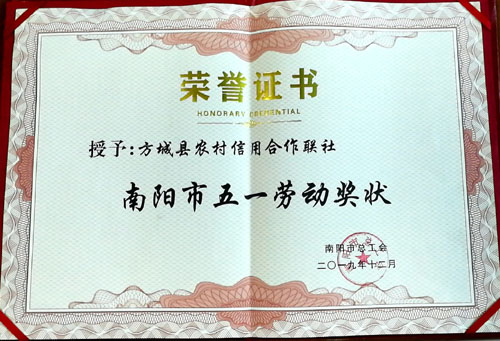 荣誉证书
HONORARY CREDENTIAL
授予:方城县农村信用合作联社
南阳市五一劳动奖状
南阳市总工会
二〇一九年十二月